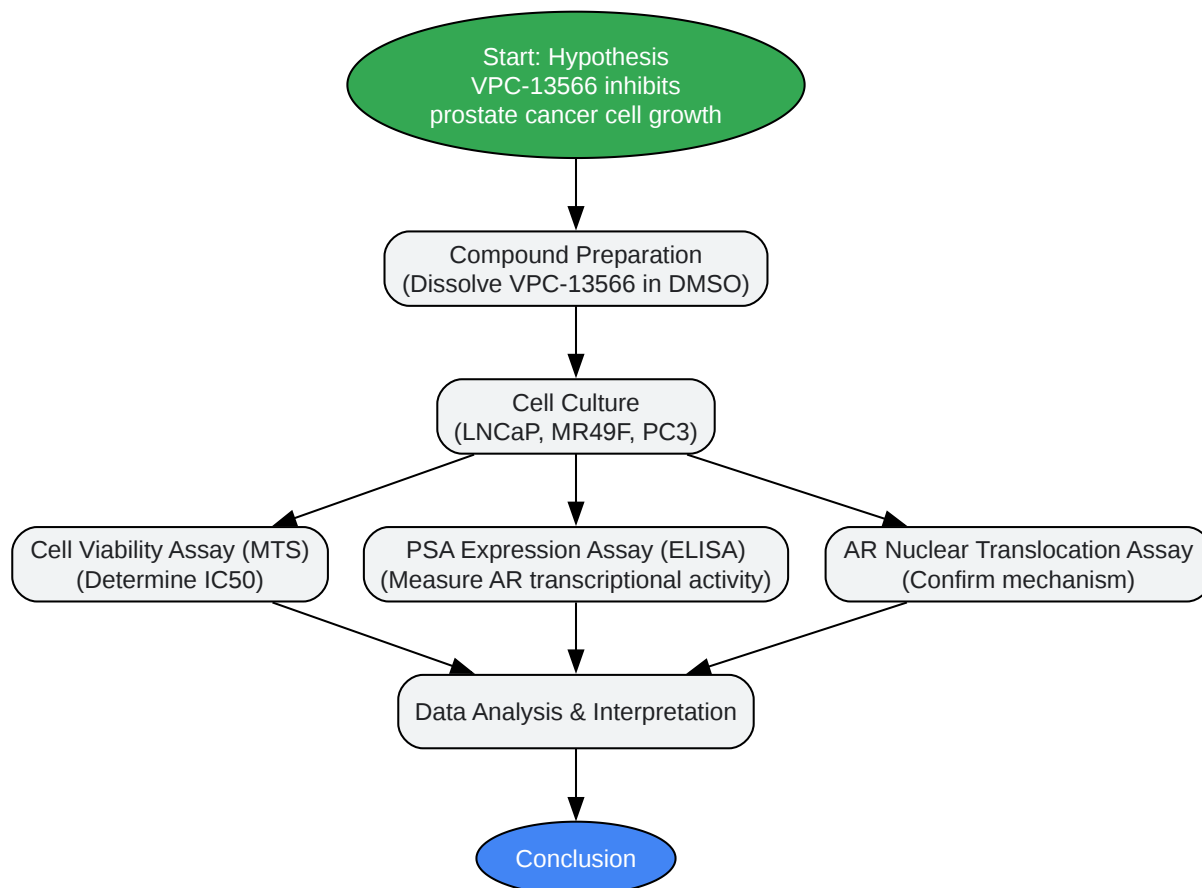 Start: Hypothesis
VPC-13566 inhibits
prostate cancer cell growth
Compound Preparation
(Dissolve VPC-13566 in DMSO)
Cell Culture
(LNCaP, MR49F, PC3)
Cell Viability Assay (MTS)
(Determine IC50)
PSA Expression Assay (ELISA)
(Measure AR transcriptional activity)
AR Nuclear Translocation Assay
(Confirm mechanism)
Data Analysis & Interpretation
Conclusion